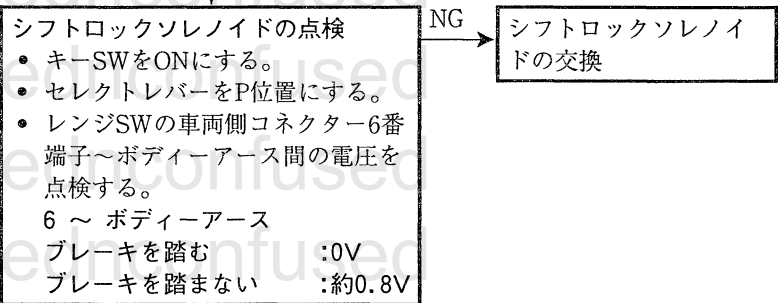 シフトロックソレノイドの点検
• キーSWをONにする。
• セレクトレバーをP位置にする。
• レンジSWの車両側コネクター6番
端子～ボディーアース間の電圧を
点検する。
6 ～ ボディーアース
ブレーキを踏む :0V
ブレーキを踏まない :約0.8V
NG
シフトロックソレノイ
ドの交換
ednconfused
ednconfused
ednconfused